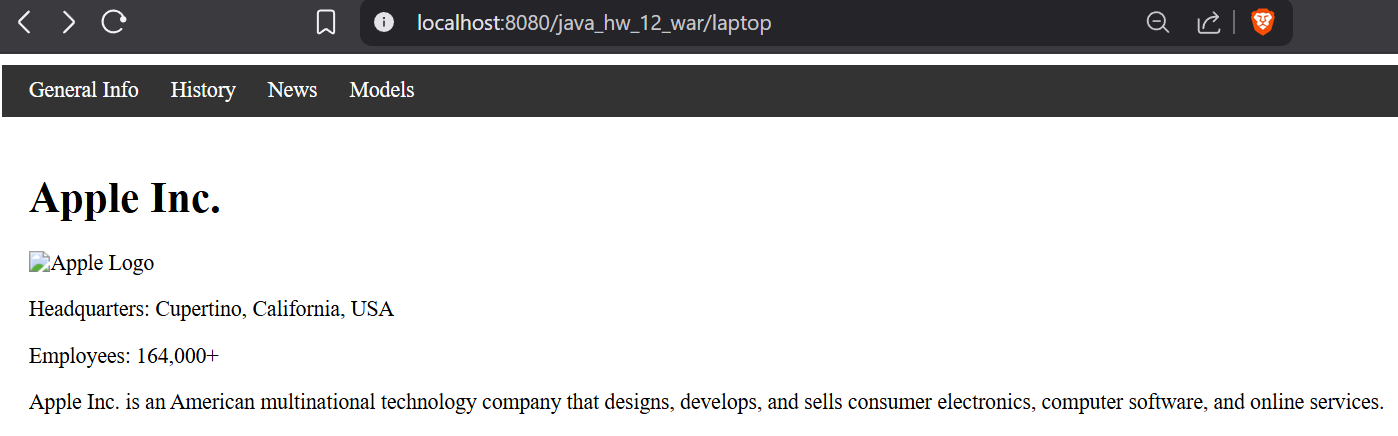 localhost:8080/java_hw_12_war/laptop
General Info History News Models
Apple Inc.
Apple Logo
Headquarters: Cupertino, California, USA
Employees: 164,000+
Apple Inc. is an American multinational technology company that designs, develops, and sells consumer electronics, computer software, and online services.